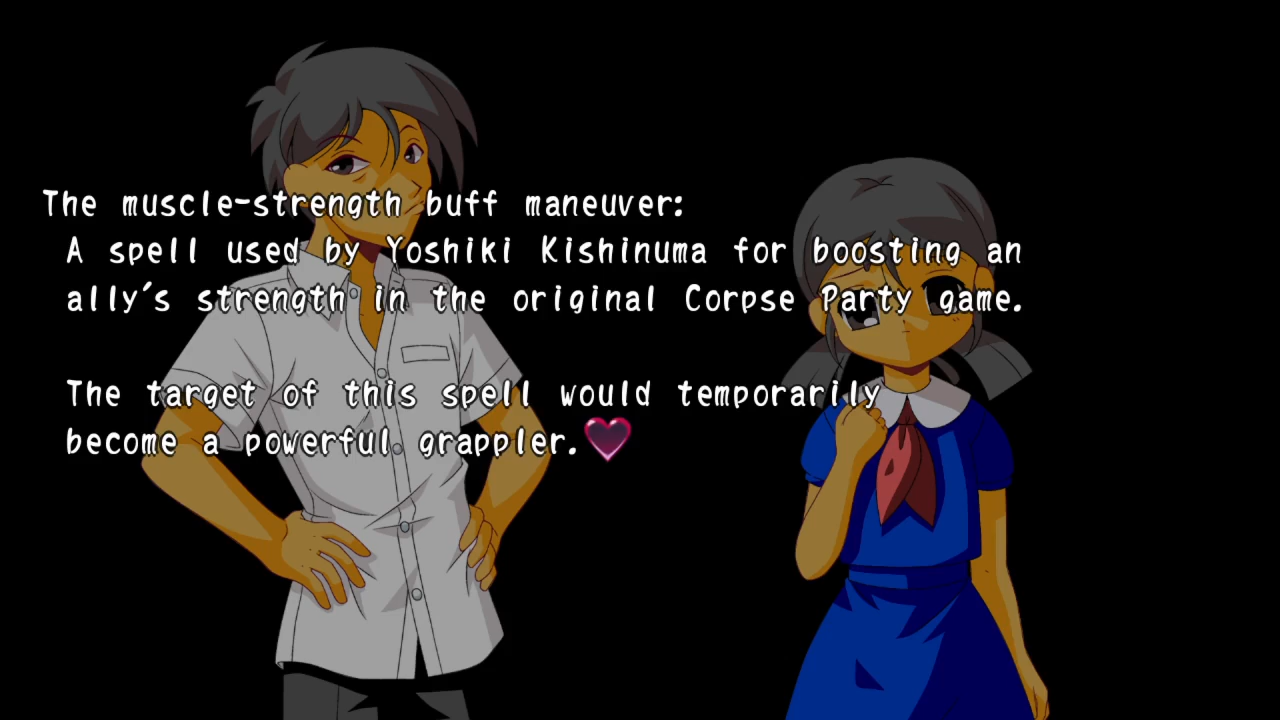 The muscle-strength buff maneuver:
A spell used by Yoshiki Kishinuma for boosting an
ally's strength in the original Corpse Party game.
The target of this spell would temporarily
become a powerful grappler.